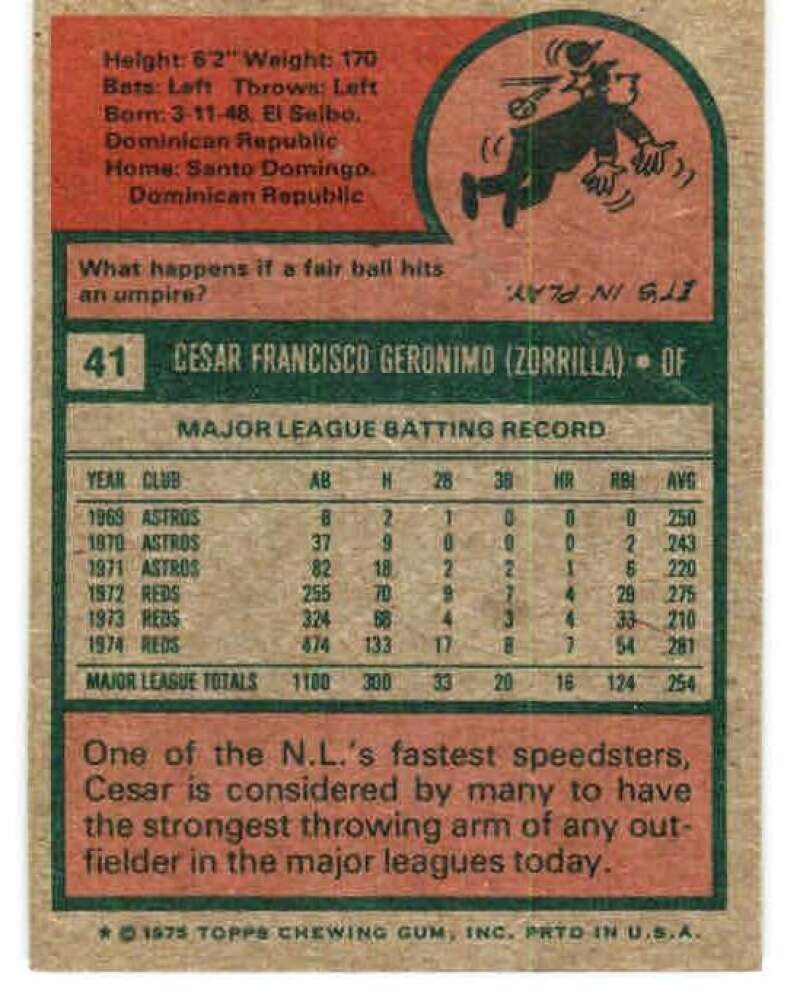 Height: 6'2" Weight: 170
Bats: Left Throws: Left
Born: 3-11-48, El Seibo,
Dominican Republic
Home: Santo Domingo,
Dominican Republic
What happens if a fair ball hits
an umpire?
IT'S IN PLAY.
41 CESAR FRANCISCO GERONIMO (ZORRILLA) • OF
MAJOR LEAGUE BATTING RECORD
YEAR CLUB AB H 2B 3B HR RBI AVG
1969 ASTROS 8 2 1 0 0 0 .250
1970 ASTROS 37 9 0 0 0 2 .243
1971 ASTROS 82 18 2 2 1 6 .220
1972 REDS 255 70 9 7 4 29 .275
1973 REDS 324 68 4 3 4 33 .210
1974 REDS 474 133 17 8 7 54 .281
MAJOR LEAGUE TOTALS 1180 300 33 20 16 124 .254
One of the N.L.'s fastest speedsters,
Cesar is considered by many to have
the strongest throwing arm of any out-
fielder in the major leagues today.
* © 1975 TOPPS CHEWING GUM, INC. PRTD IN U.S.A.